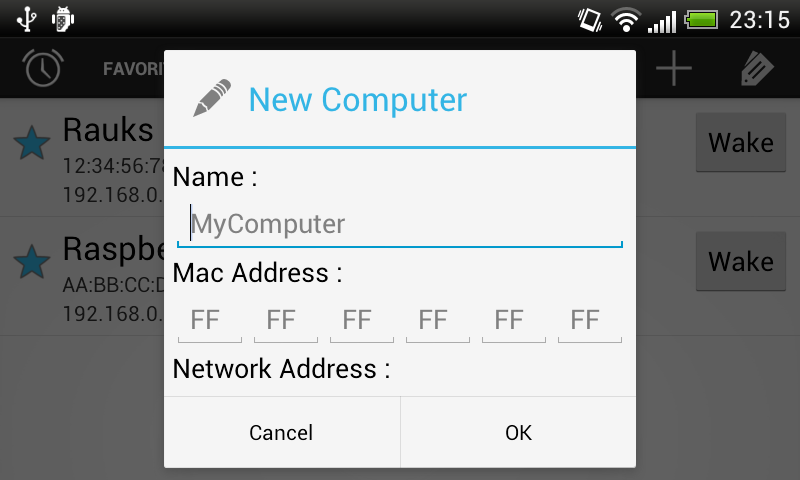 23:15
New Computer
Rauks
Wake
12:34:56:7
192.168.0.
Name :
MyComputer
Raspbe
Wake
AA:BB:CC:
192.168.0.
Mac Address :
FF FF FF FF FF FF
Network Address :
Cancel OK